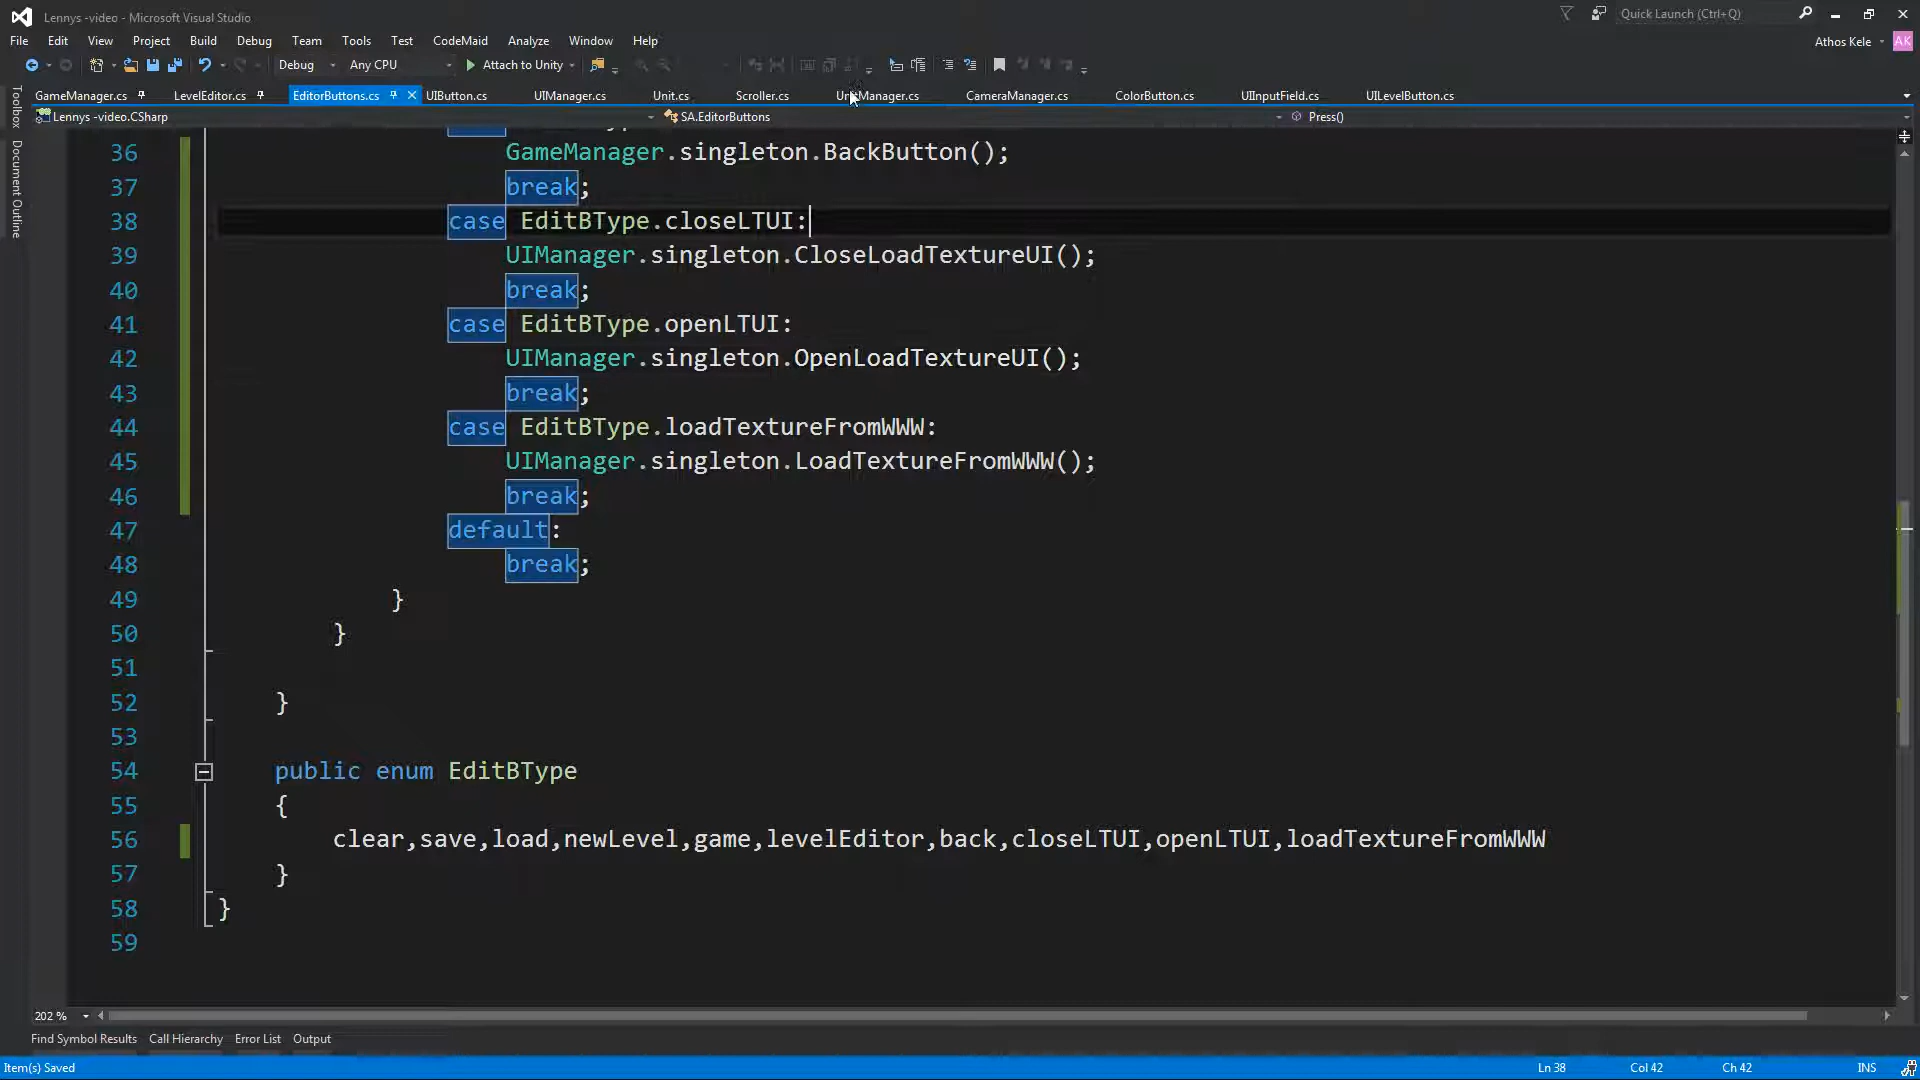 Lennys -video - Microsoft Visual Studio
Quick Launch (Ctrl+Q)
File Edit View Project Build Debug Team Tools Test CodeMaid Analyze Window Help
Athos Kele AK
Debug Any CPU Attach to Unity
GameManager.cs LevelEditor.cs EditorButtons.cs UIButton.cs UIManager.cs Unit.cs Scroller.cs CameraManager.cs ColorButton.cs UIInputField.cs UILevelButton.cs
Lennys -video.CSharp SA.EditorButtons Press()
Toolbox
Document Outline
36 GameManager.singleton.BackButton();
37 break;
38 case EditBType.closeLTUI:
39 UIManager.singleton.CloseLoadTextureUI();
40 break;
41 case EditBType.openLTUI:
42 UIManager.singleton.OpenLoadTextureUI();
43 break;
44 case EditBType.loadTextureFromWWW:
45 UIManager.singleton.LoadTextureFromWWW();
46 break;
47 default:
48 break;
49 }
50 }
51
52 }
53
54 public enum EditBType
55 {
56 clear,save,load,newLevel,game,levelEditor,back,closeLTUI,openLTUI,loadTextureFromWWW
57 }
58 }
59
202 %
Find Symbol Results Call Hierarchy Error List Output
Item(s) Saved Ln 38 Col 42 Ch 42 INS